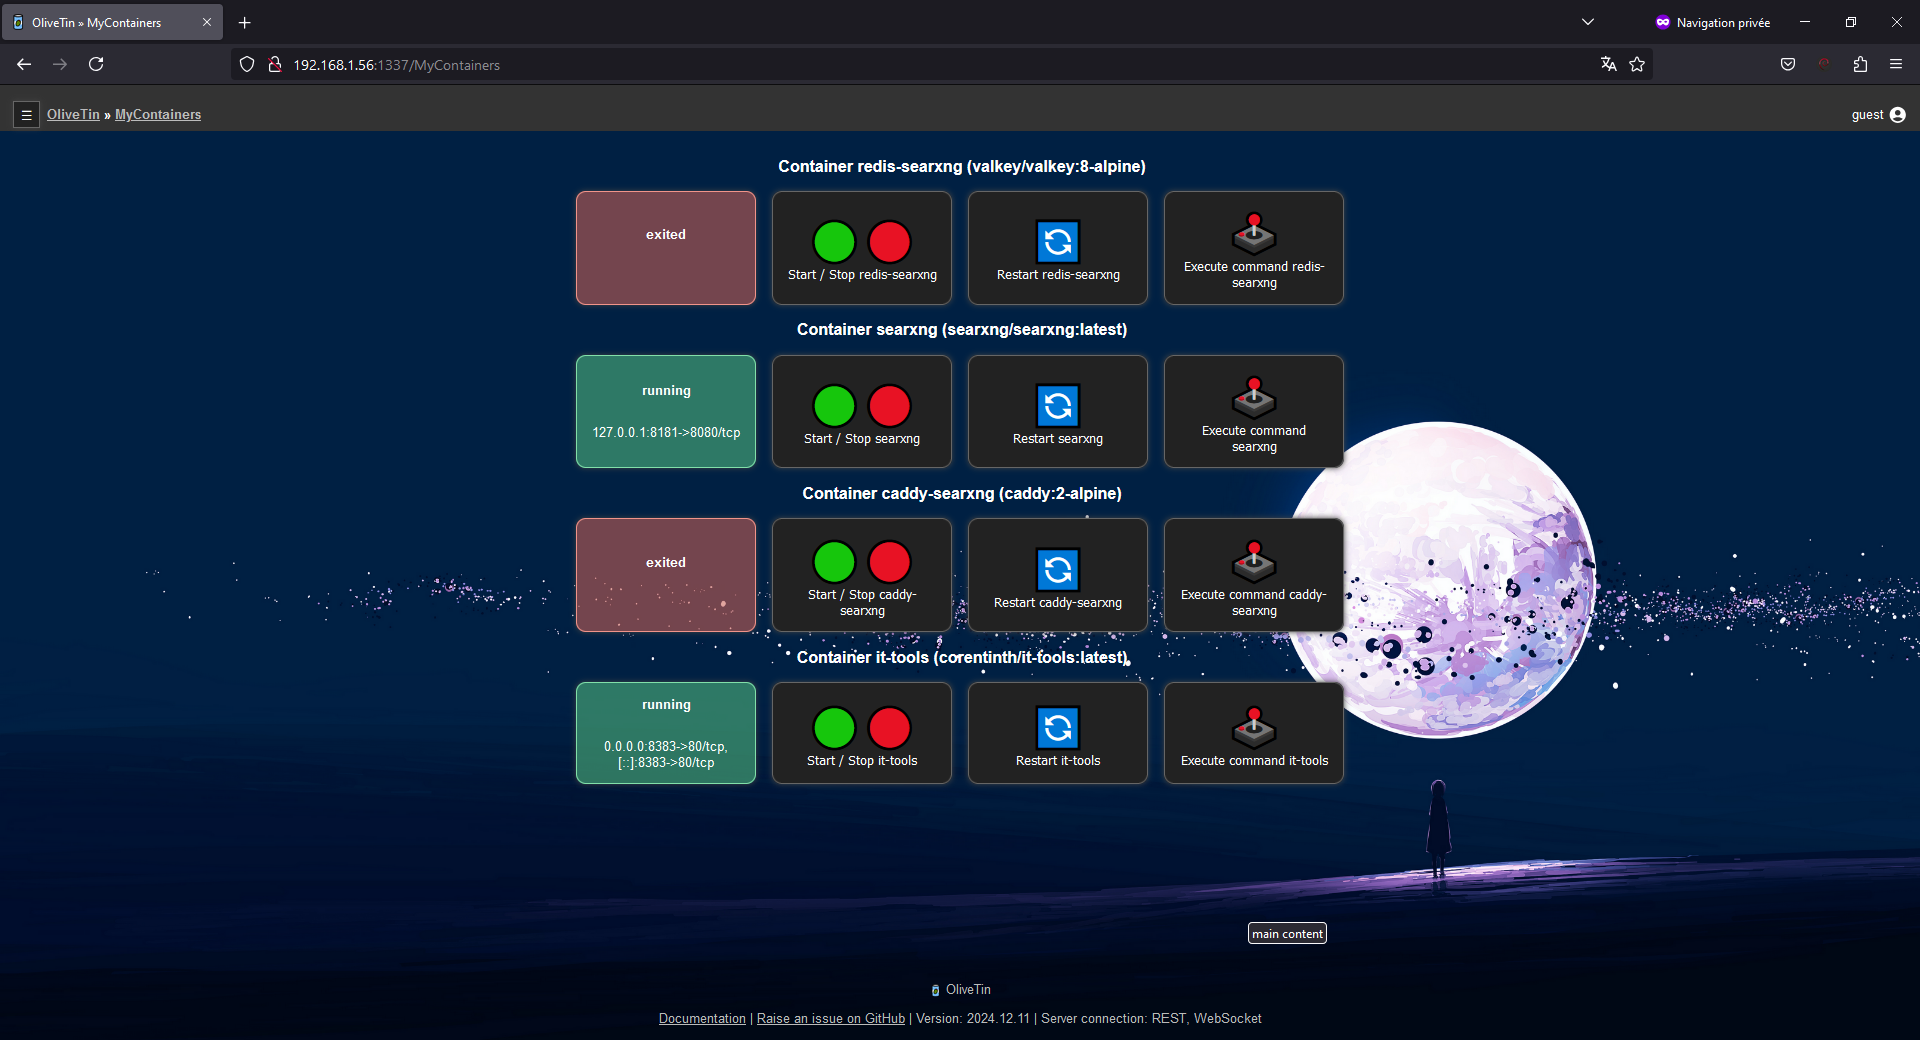 OliveTin » MyContainers
Navigation privée
192.168.1.56:1337/MyContainers
OliveTin » MyContainers
guest
Container redis-searxng (valkey/valkey:8-alpine)
exited
Start / Stop redis-searxng
Restart redis-searxng
Execute command redis-
searxng
Container searxng (searxng/searxng:latest)
running
127.0.0.1:8181->8080/tcp
Start / Stop searxng
Restart searxng
Execute command
searxng
Container caddy-searxng (caddy:2-alpine)
exited
Start / Stop caddy-
searxng
Restart caddy-searxng
Execute command caddy-
searxng
Container it-tools (corentinth/it-tools:latest)
running
0.0.0.0:8383->80/tcp,
[::]:8383->80/tcp
Start / Stop it-tools
Restart it-tools
Execute command it-tools
main content
OliveTin
Documentation | Raise an issue on GitHub | Version: 2024.12.11 | Server connection: REST, WebSocket